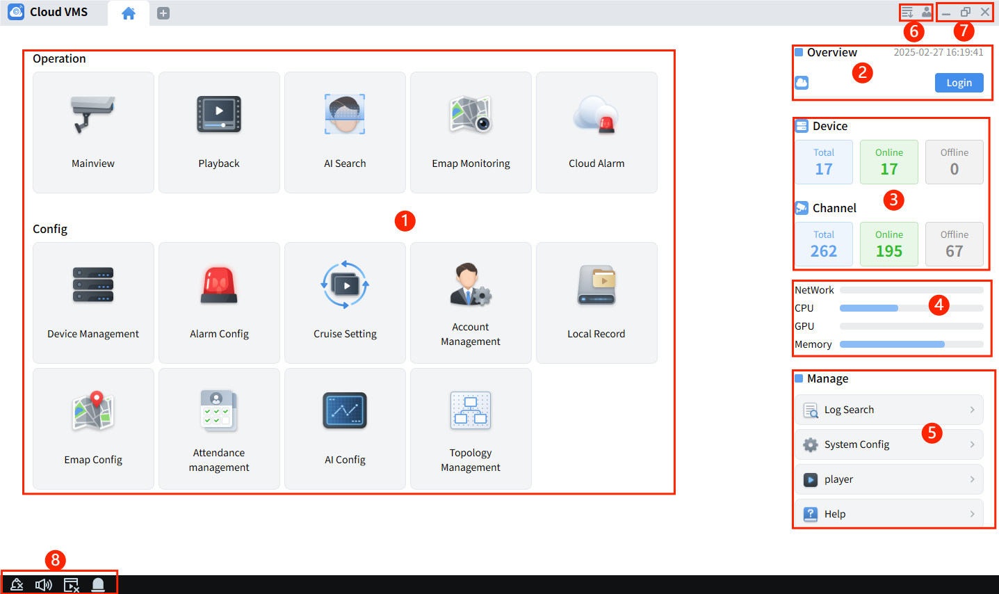 Cloud VMS
6
7
Operation
Mainview
Playback
AI Search
Emap Monitoring
Cloud Alarm
1
Config
Device Management
Alarm Config
Cruise Setting
Account
Management
Local Record
Emap Config
Attendance
management
AI Config
Topology
Management
Overview 2025-02-27 16:19:41
2
Login
Device
Total Online Offline
17 17 0
3
Channel
Total Online Offline
262 195 67
NetWork
CPU
4
GPU
Memory
Manage
Log Search
5
System Config
player
Help
8